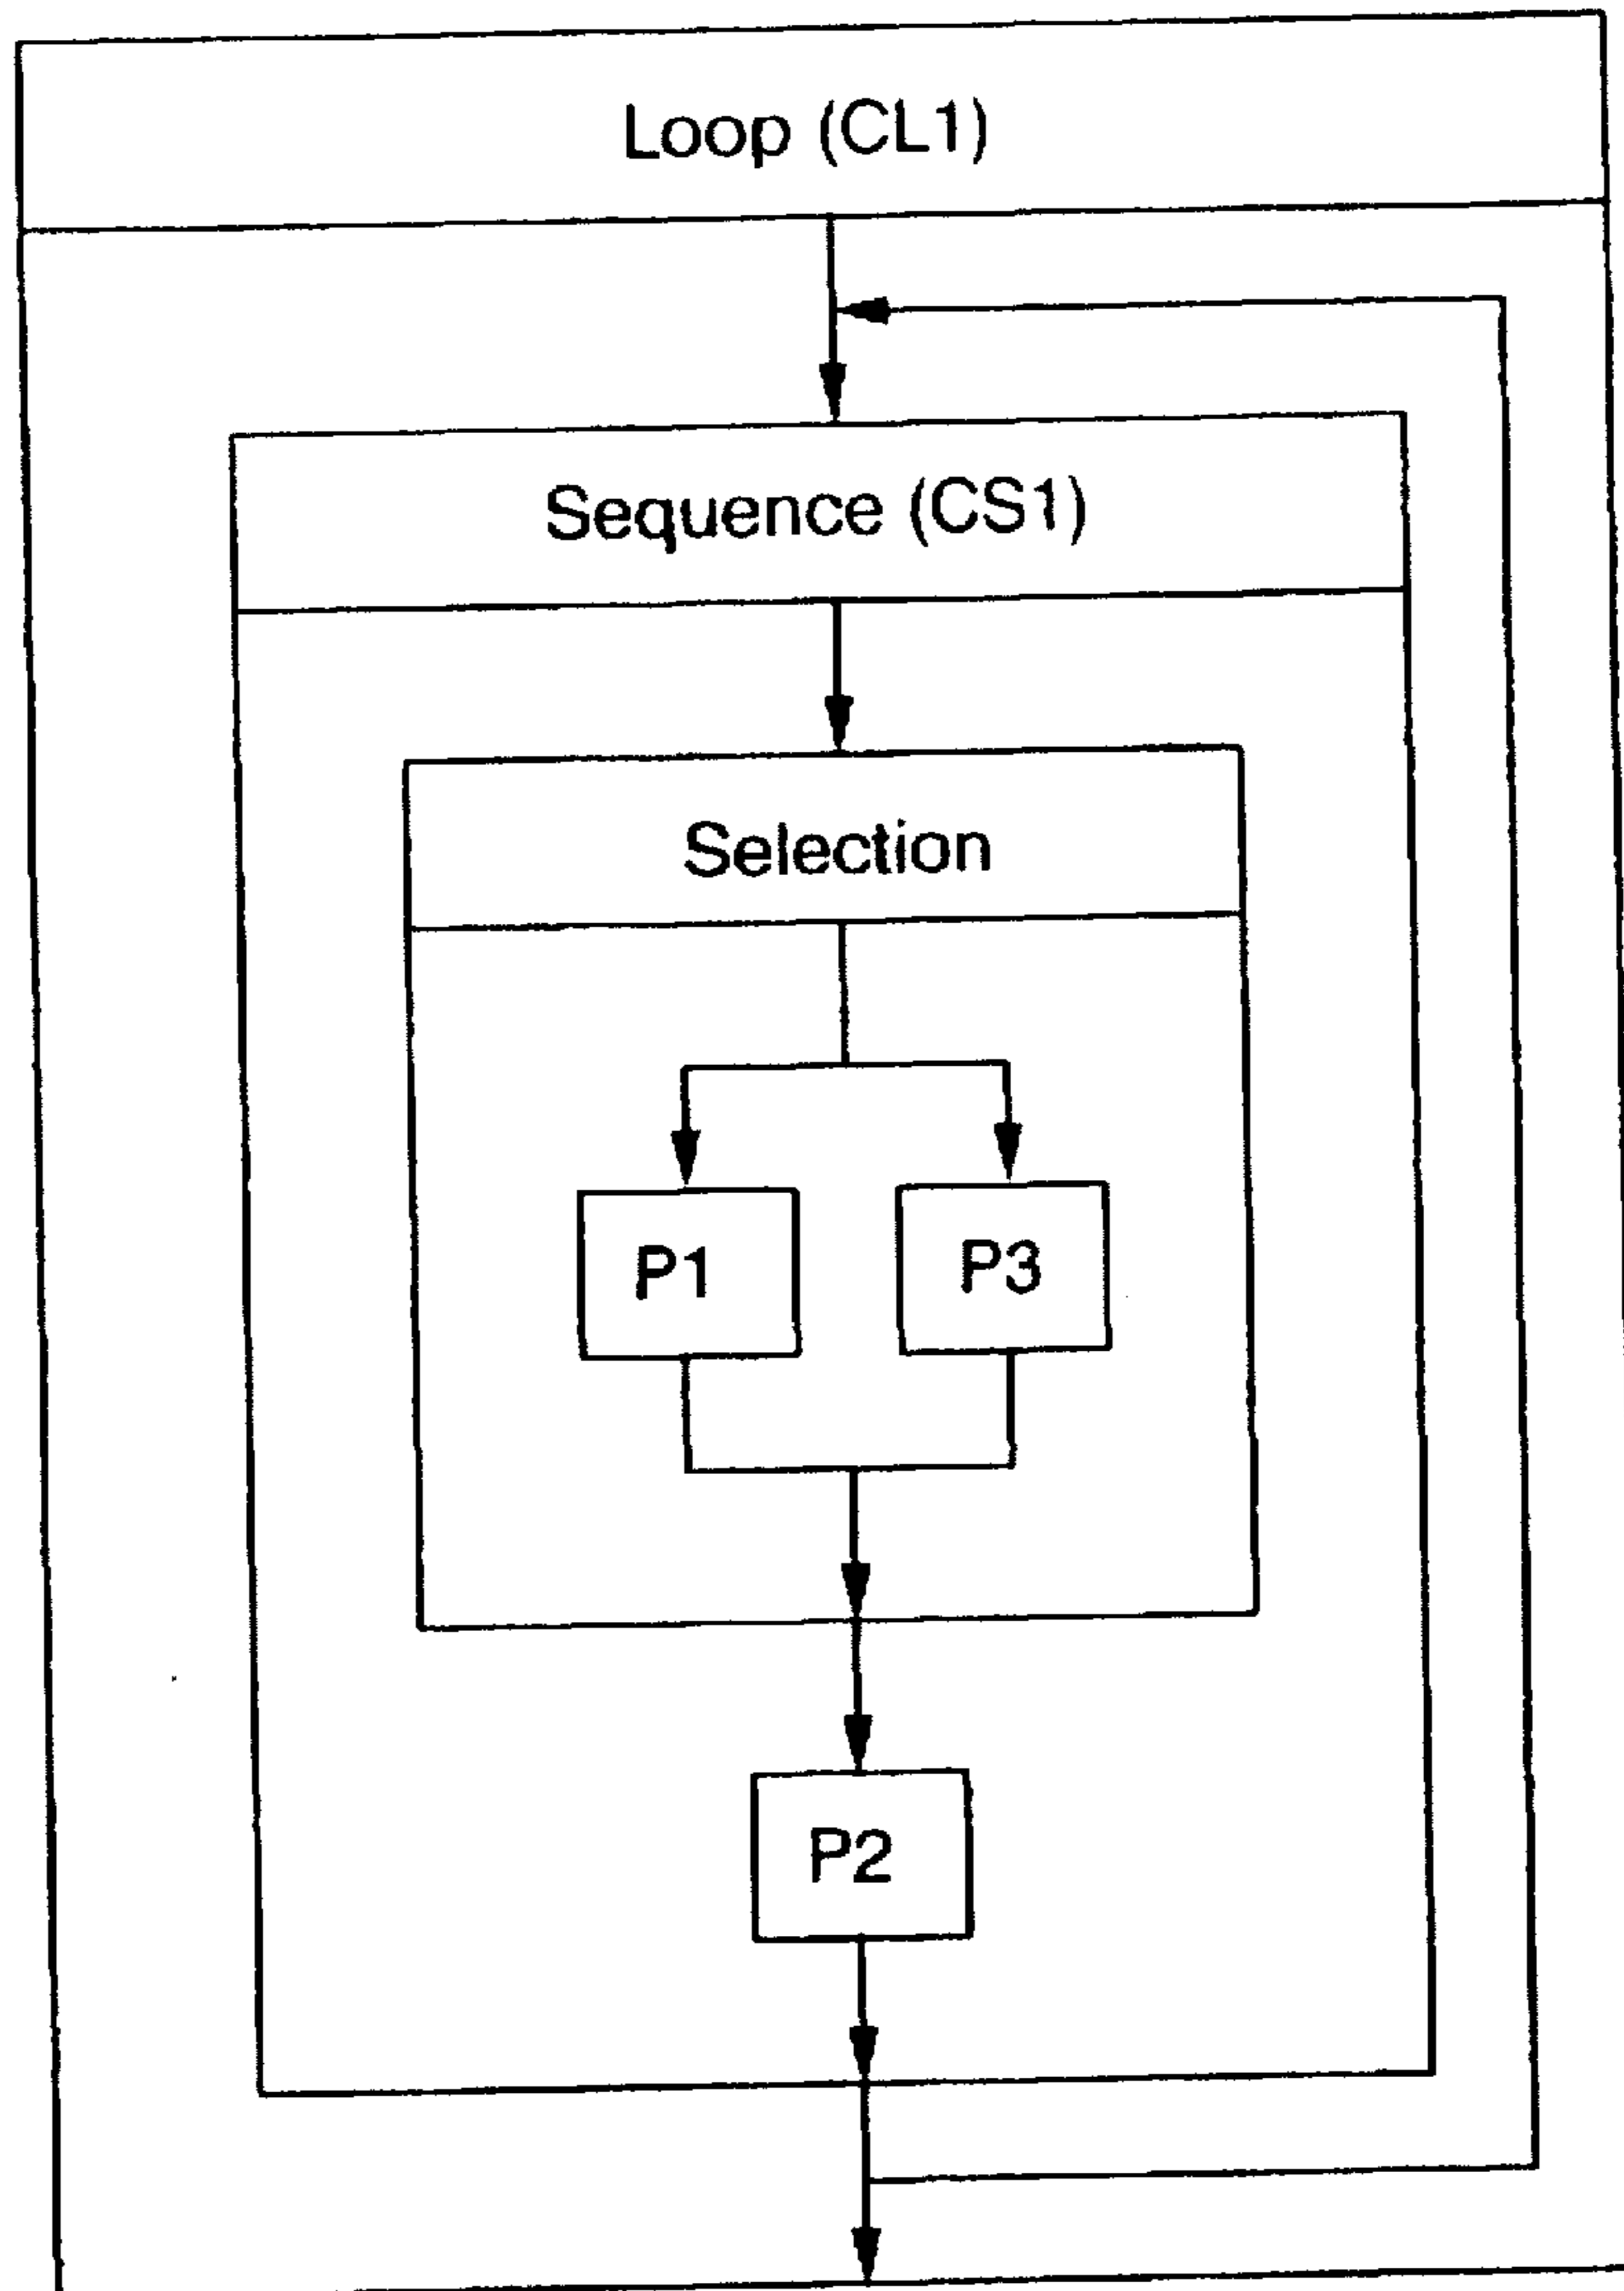 Loop (CL1)
Sequence (CS1)
Selection
P1
P3
P2